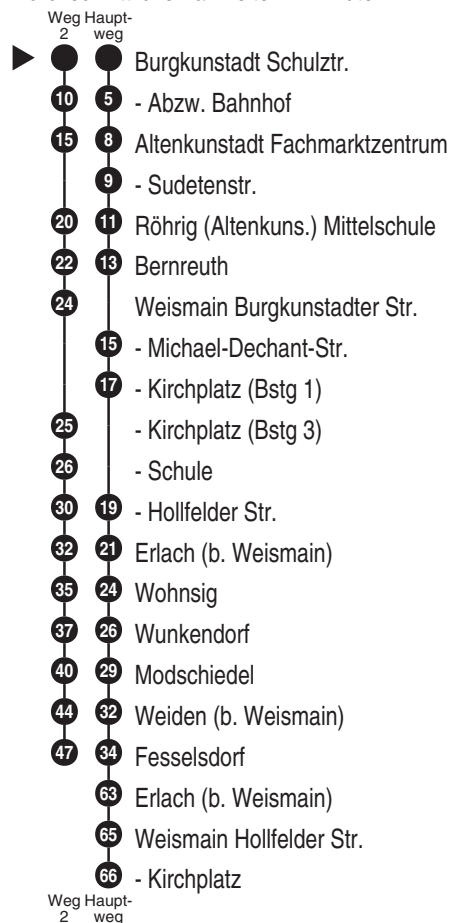 Weg Haupt-
2 weg
Burgkunstadt Schulztr.
10 5 - Abzw. Bahnhof
15 8 Altenkunstadt Fachmarktzentrum
9 - Sudetenstr.
20 11 Röhrig (Altenkuns.) Mittelschule
22 13 Bernreuth
24 Weismain Burgkunstadter Str.
15 - Michael-Dechant-Str.
17 - Kirchplatz (Bstg 1)
25 - Kirchplatz (Bstg 3)
26 - Schule
30 19 - Hollfelder Str.
32 21 Erlach (b. Weismain)
35 24 Wohnsig
37 26 Wunkendorf
40 29 Modschiedel
44 32 Weiden (b. Weismain)
47 34 Fesselsdorf
63 Erlach (b. Weismain)
65 Weismain Hollfelder Str.
66 - Kirchplatz
Weg Haupt-
2 weg